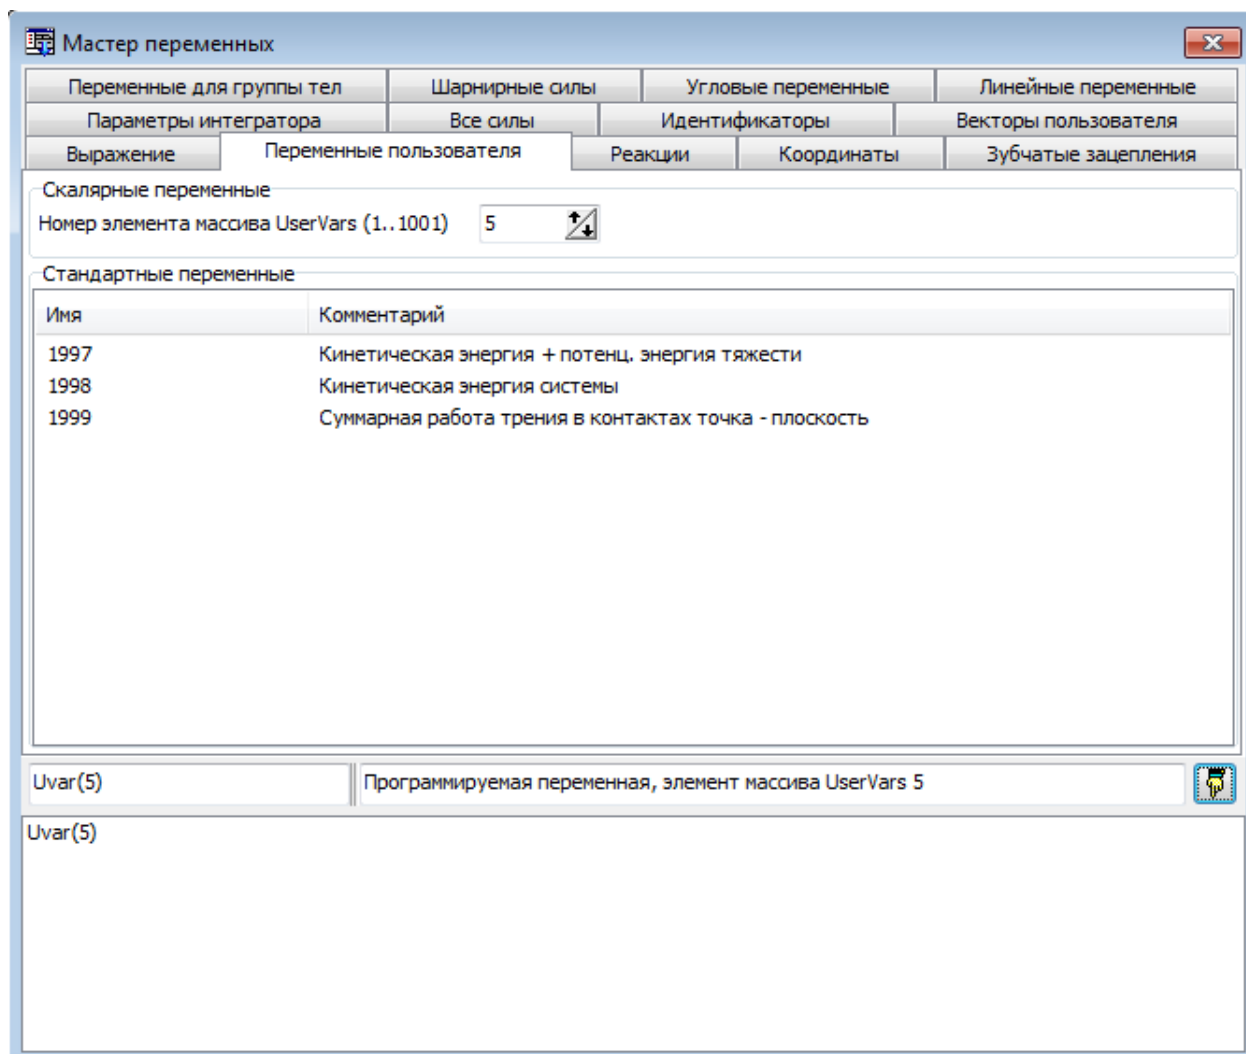 Мастер переменных
Переменные для группы тел Шарнирные силы Угловые переменные Линейные переменные
Параметры интегратора Все силы Идентификаторы Векторы пользователя
Выражение Переменные пользователя Реакции Координаты Зубчатые зацепления
Скалярные переменные
Номер элемента массива UserVars (1..1001) 5
Стандартные переменные
Имя Комментарий
1997 Кинетическая энергия + потенц. энергия тяжести
1998 Кинетическая энергия системы
1999 Суммарная работа трения в контактах точка - плоскость
Uvar(5) Программируемая переменная, элемент массива UserVars 5
Uvar(5)